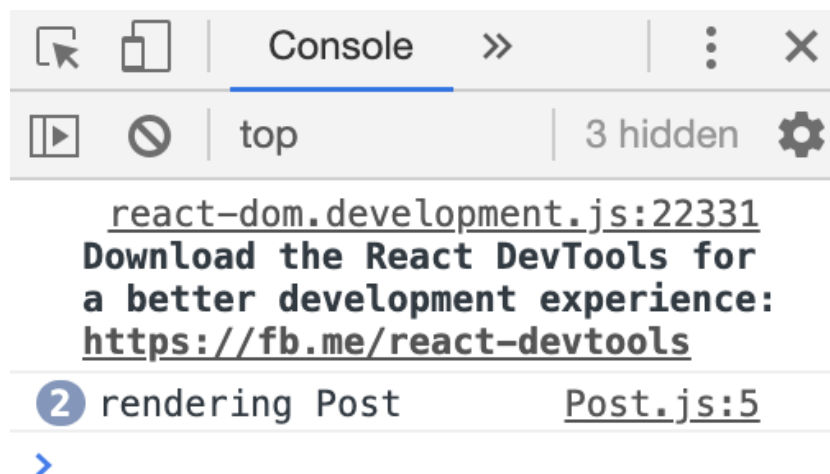 Console
top 3 hidden
react-dom.development.js:22331
Download the React DevTools for
a better development experience:
https://fb.me/react-devtools
2 rendering Post Post.js:5